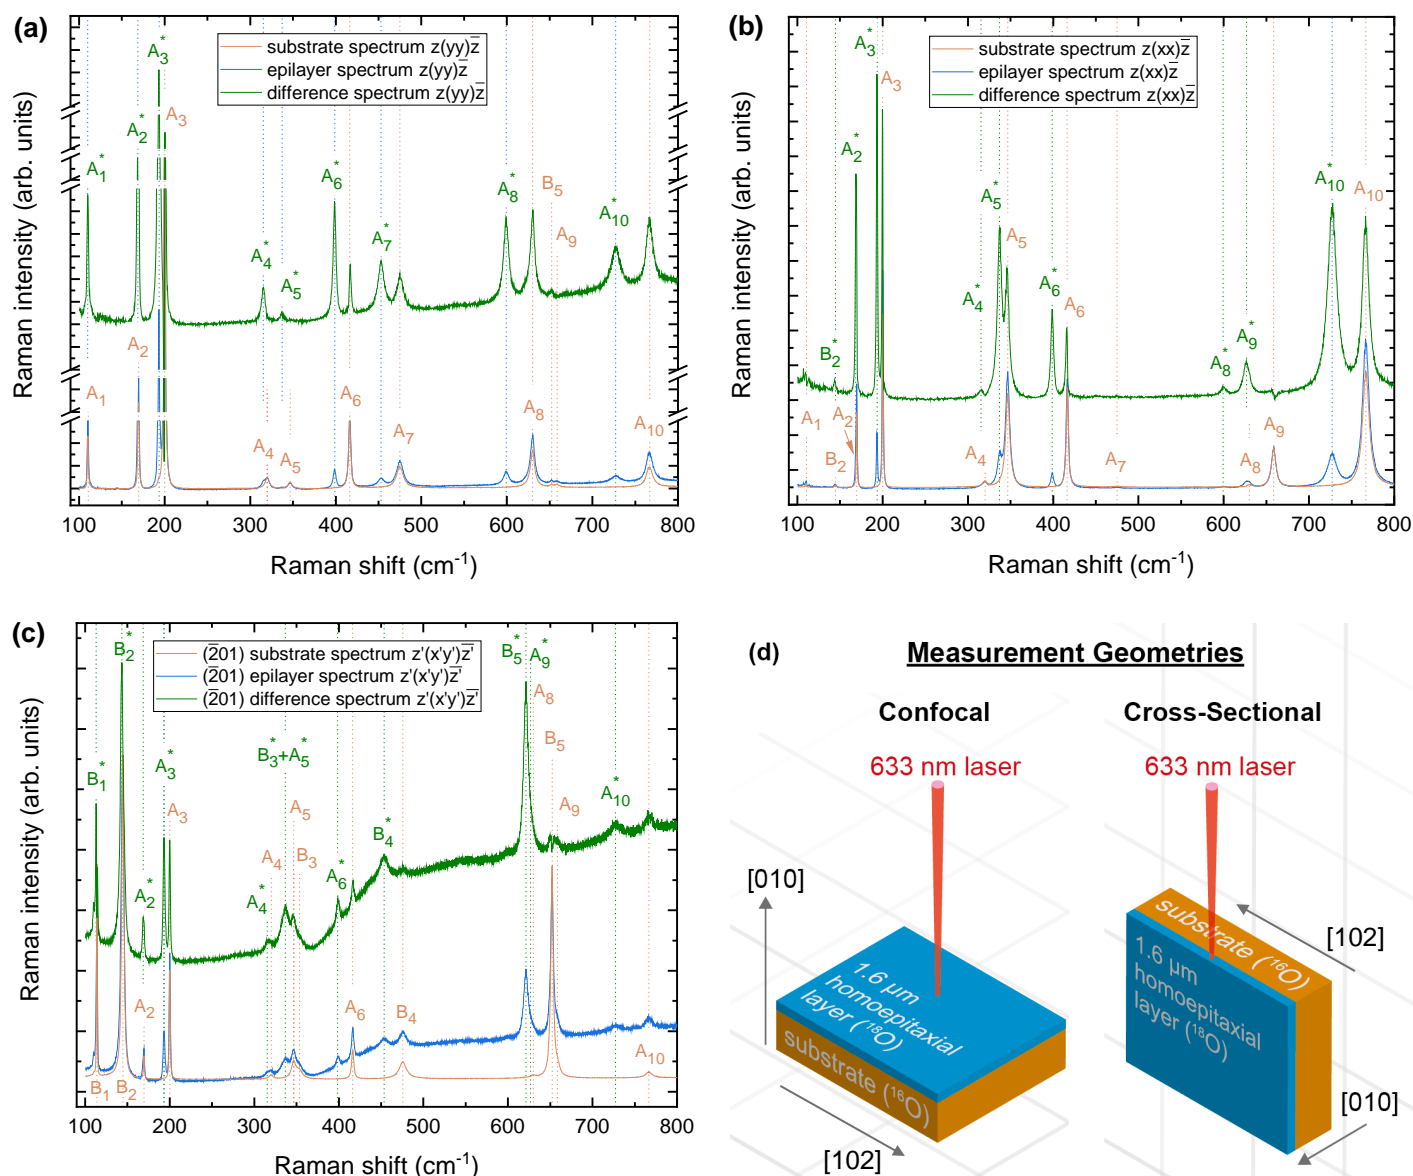 (a)
substrate spectrum z(yy)z̅
epilayer spectrum z(yy)z̅
difference spectrum z(yy)z̅
A₁*
A₂*
A₃*
A₃
A₄*
A₅*
A₆*
A₇*
A₈*
B₅
A₉
A₁₀*
A₁
A₂
A₄
A₅
A₆
A₇
A₈
A₁₀
100 200 300 400 500 600 700 800
Raman shift (cm⁻¹)
Raman intensity (arb. units)
(b)
substrate spectrum z(xx)z̅
epilayer spectrum z(xx)z̅
difference spectrum z(xx)z̅
B₂*
A₂*
A₃*
A₃
A₄*
A₅*
A₅
A₆*
A₆
A₈*
A₉*
A₁₀*
A₁₀
A₁
A₂
B₂
A₄
A₇
A₈
A₉
100 200 300 400 500 600 700 800
Raman shift (cm⁻¹)
Raman intensity (arb. units)
(c)
(2̅01) substrate spectrum z'(x'y')z̅'
(2̅01) epilayer spectrum z'(x'y')z̅'
(2̅01) difference spectrum z'(x'y')z̅'
B₁*
B₂*
A₂*
A₃*
A₃
A₄*
B₃*+A₅*
A₄
A₅
B₃
A₆*
B₄*
B₅*
A₉*
A₈
B₅
A₉
A₁₀*
B₁
B₂
A₂
A₆
B₄
A₁₀
100 200 300 400 500 600 700 800
Raman shift (cm⁻¹)
Raman intensity (arb. units)
(d)
Measurement Geometries
Confocal
633 nm laser
[010]
1.6 µm
homoepitaxial
layer (¹⁸O)
substrate (¹⁶O)
[102]
Cross-Sectional
633 nm laser
substrate (¹⁶O)
[102]
1.6 µm
homoepitaxial
layer (¹⁸O)
[010]